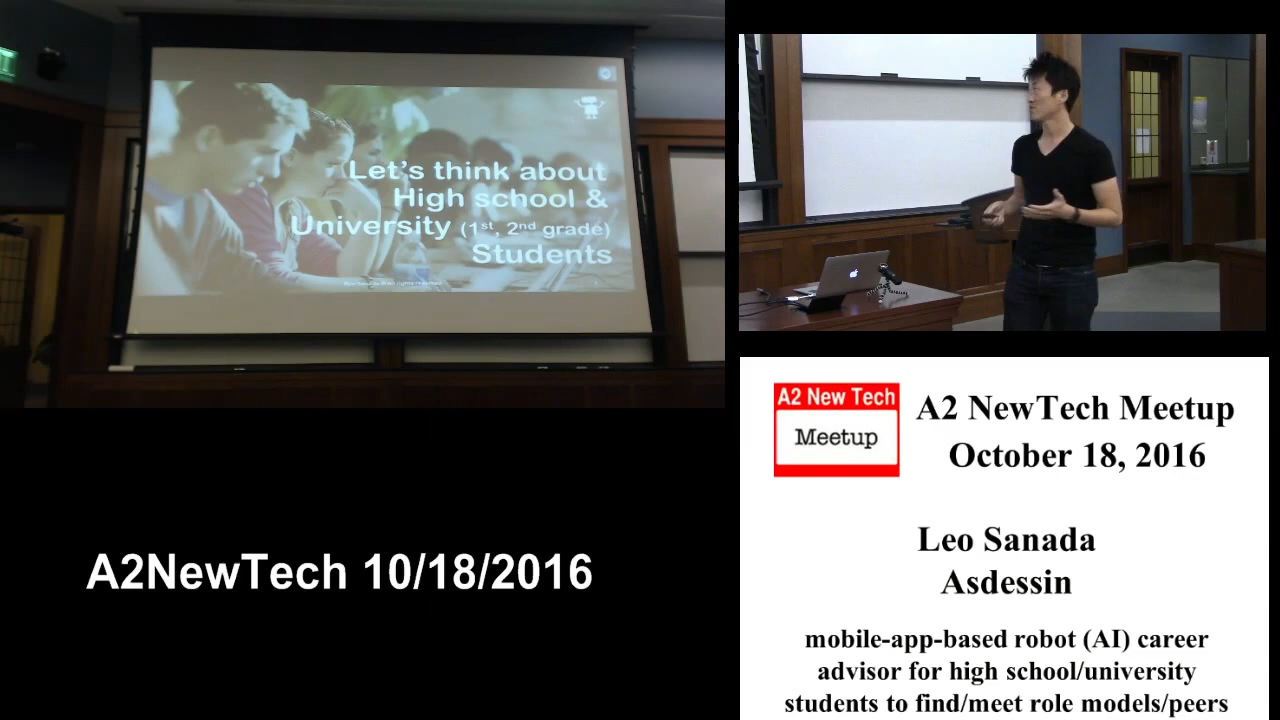 Let's think about
High school &
University (1st, 2nd grade)
Students
A2NewTech 10/18/2016
A2 New Tech
Meetup
A2 NewTech Meetup
October 18, 2016
Leo Sanada
Asdessin
mobile-app-based robot (AI) career
advisor for high school/university
students to find/meet role models/peers